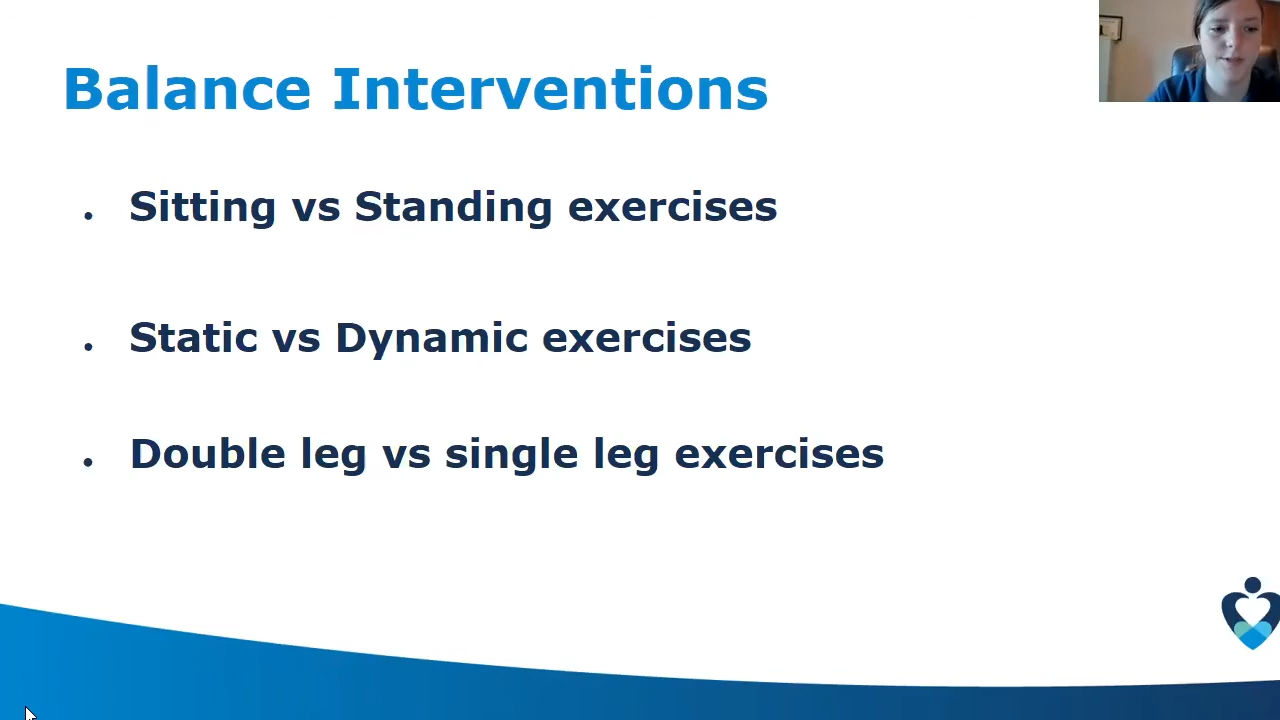 Balance Interventions
• Sitting vs Standing exercises
• Static vs Dynamic exercises
• Double leg vs single leg exercises